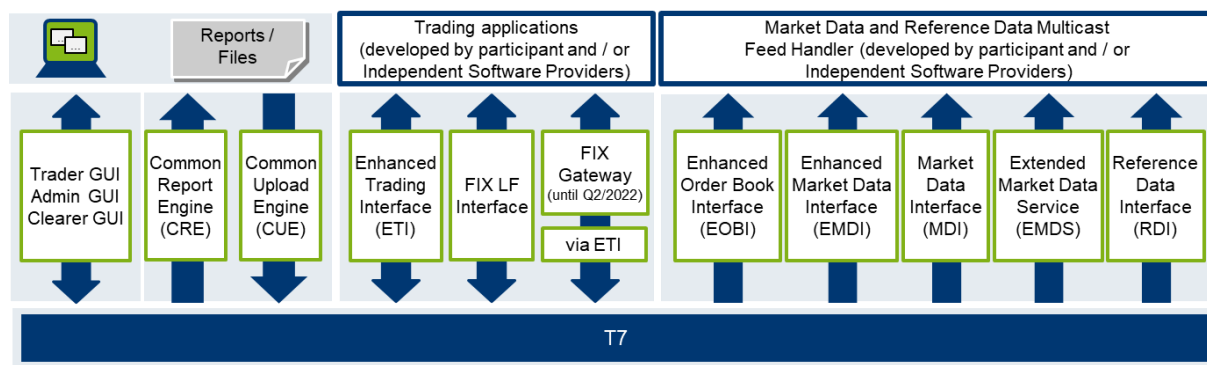 Reports /
Files
Trading applications
(developed by participant and / or
Independent Software Providers)
Market Data and Reference Data Multicast
Feed Handler (developed by participant and / or
Independent Software Providers)
Trader GUI
Admin GUI
Clearer GUI
Common
Report
Engine
(CRE)
Common
Upload
Engine
(CUE)
Enhanced
Trading
Interface
(ETI)
FIX LF
Interface
FIX
Gateway
(until Q2/2022)
via ETI
Enhanced
Order Book
Interface
(EOBI)
Enhanced
Market Data
Interface
(EMDI)
Market
Data
Interface
(MDI)
Extended
Market Data
Service
(EMDS)
Reference
Data
Interface
(RDI)
T7